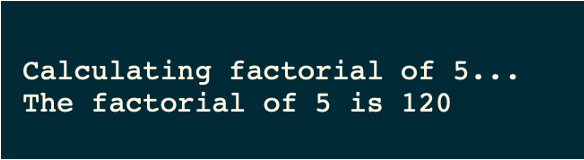 Calculating factorial of 5...
The factorial of 5 is 120